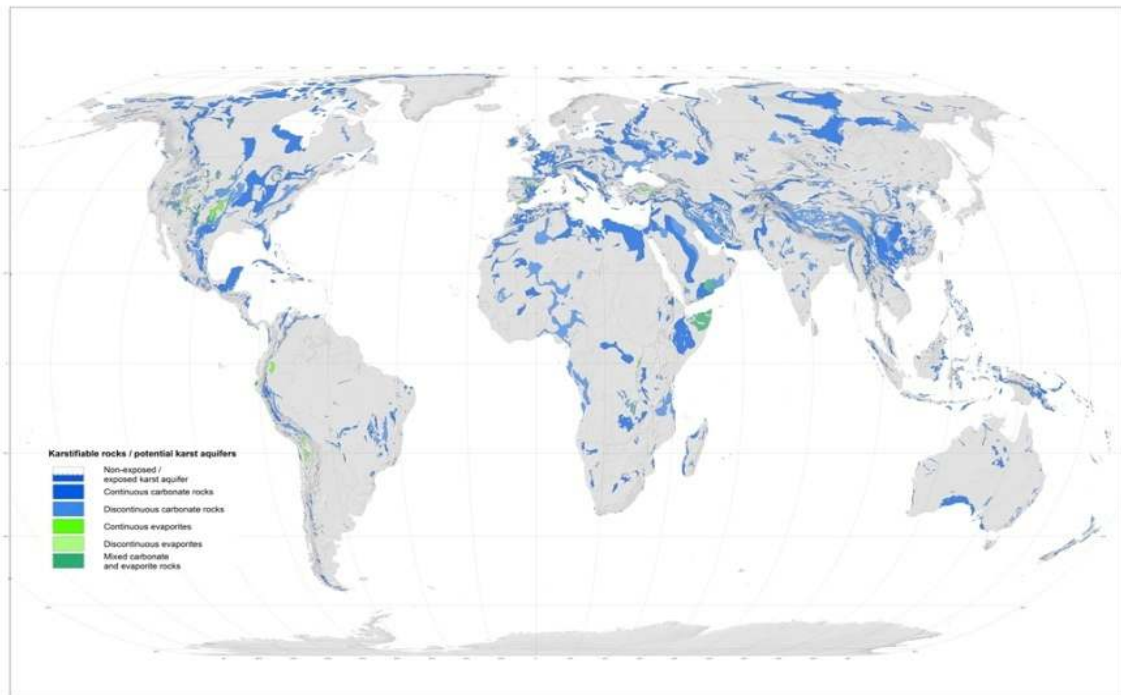 Karstifiable rocks / potential karst aquifers
Non-exposed /
exposed karst aquifer
Continuous carbonate rocks
Discontinuous carbonate rocks
Continuous evaporites
Discontinuous evaporites
Mixed carbonate
and evaporite rocks